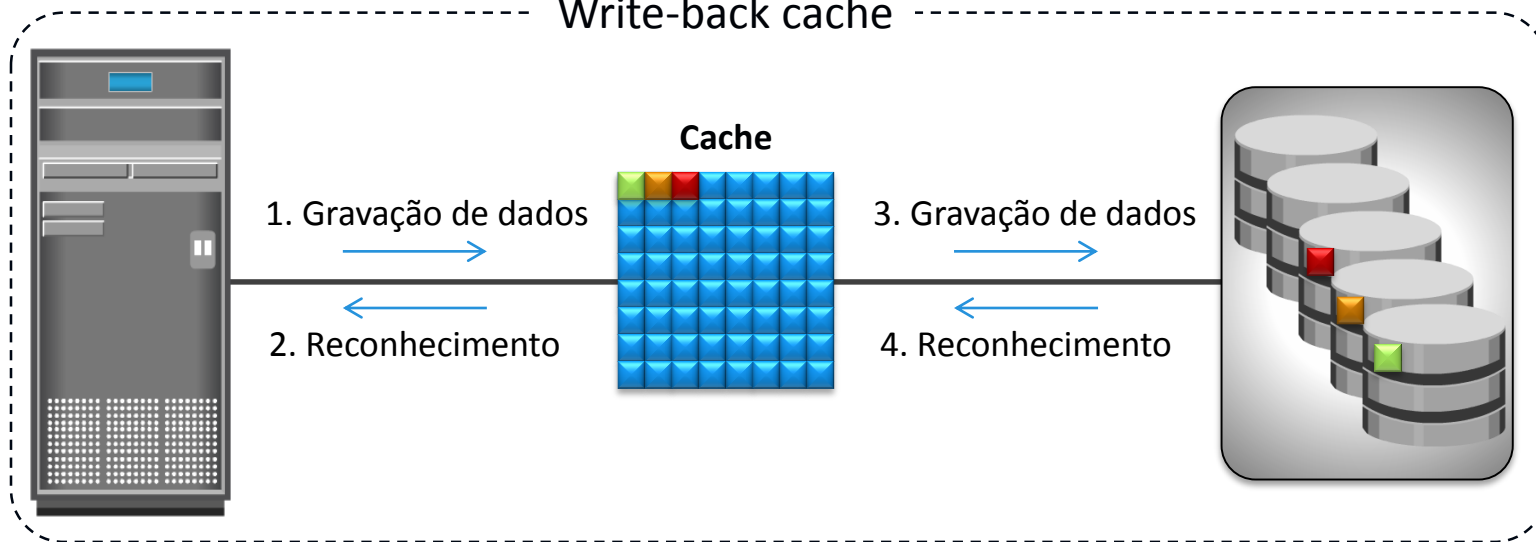 Write-back cache
Cache
1. Gravação de dados
3. Gravação de dados
2. Reconhecimento
4. Reconhecimento